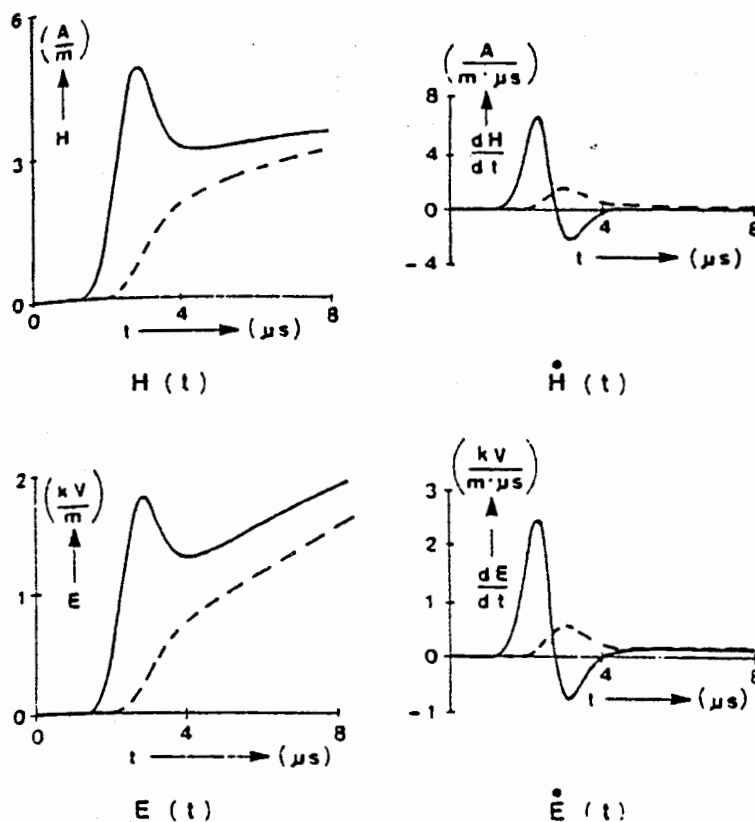 6
(A/m)
H
3
0
0
4
8
t
(μs)
H (t)
(A/m·μs)
8
dH/dt
4
0
-4
4
8
t
(μs)
Ḣ (t)
2
(kV/m)
E
1
0
0
4
8
t
(μs)
E (t)
(kV/m·μs)
3
2
dE/dt
1
0
-1
4
8
t
(μs)
Ė (t)